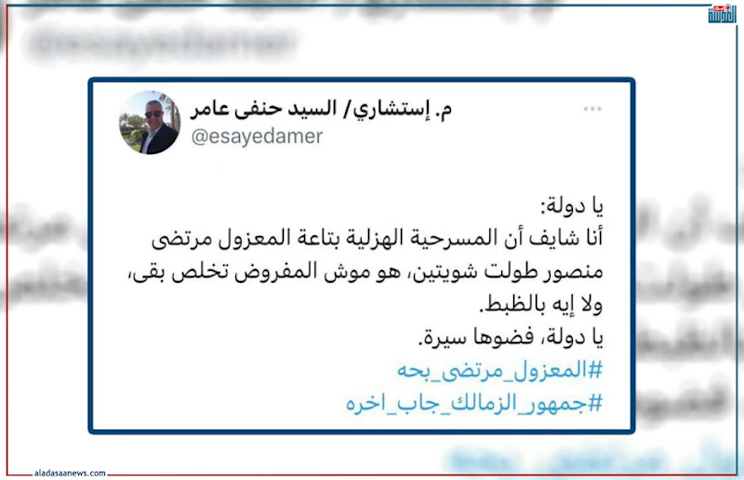 م. إستشاري/ السيد حنفى عامر
@esayedamer
يا دولة:
أنا شايف أن المسرحية الهزلية بتاعة المعزول مرتضى
منصور طولت شويتين، هو موش المفروض تخلص بقى،
ولا إيه بالظبط.
يا دولة، فضوها سيرة.
#المعزول_مرتضى_بحه
#جمهور_الزمالك_جاب_اخره
aladasaanews.com